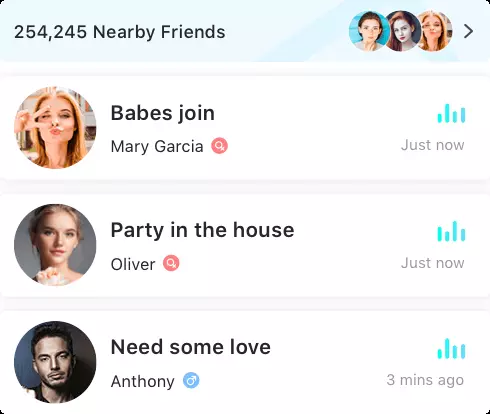 254,245 Nearby Friends
Babes join
Mary Garcia
Just now
Party in the house
Oliver
Just now
Need some love
Anthony
3 mins ago